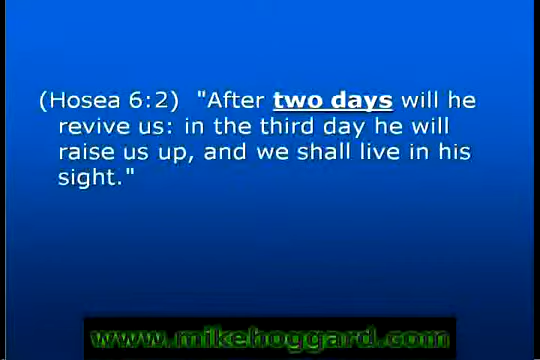 (Hosea 6:2) "After two days will he
revive us: in the third day he will
raise us up, and we shall live in his
sight."
www.mikehoggard.com